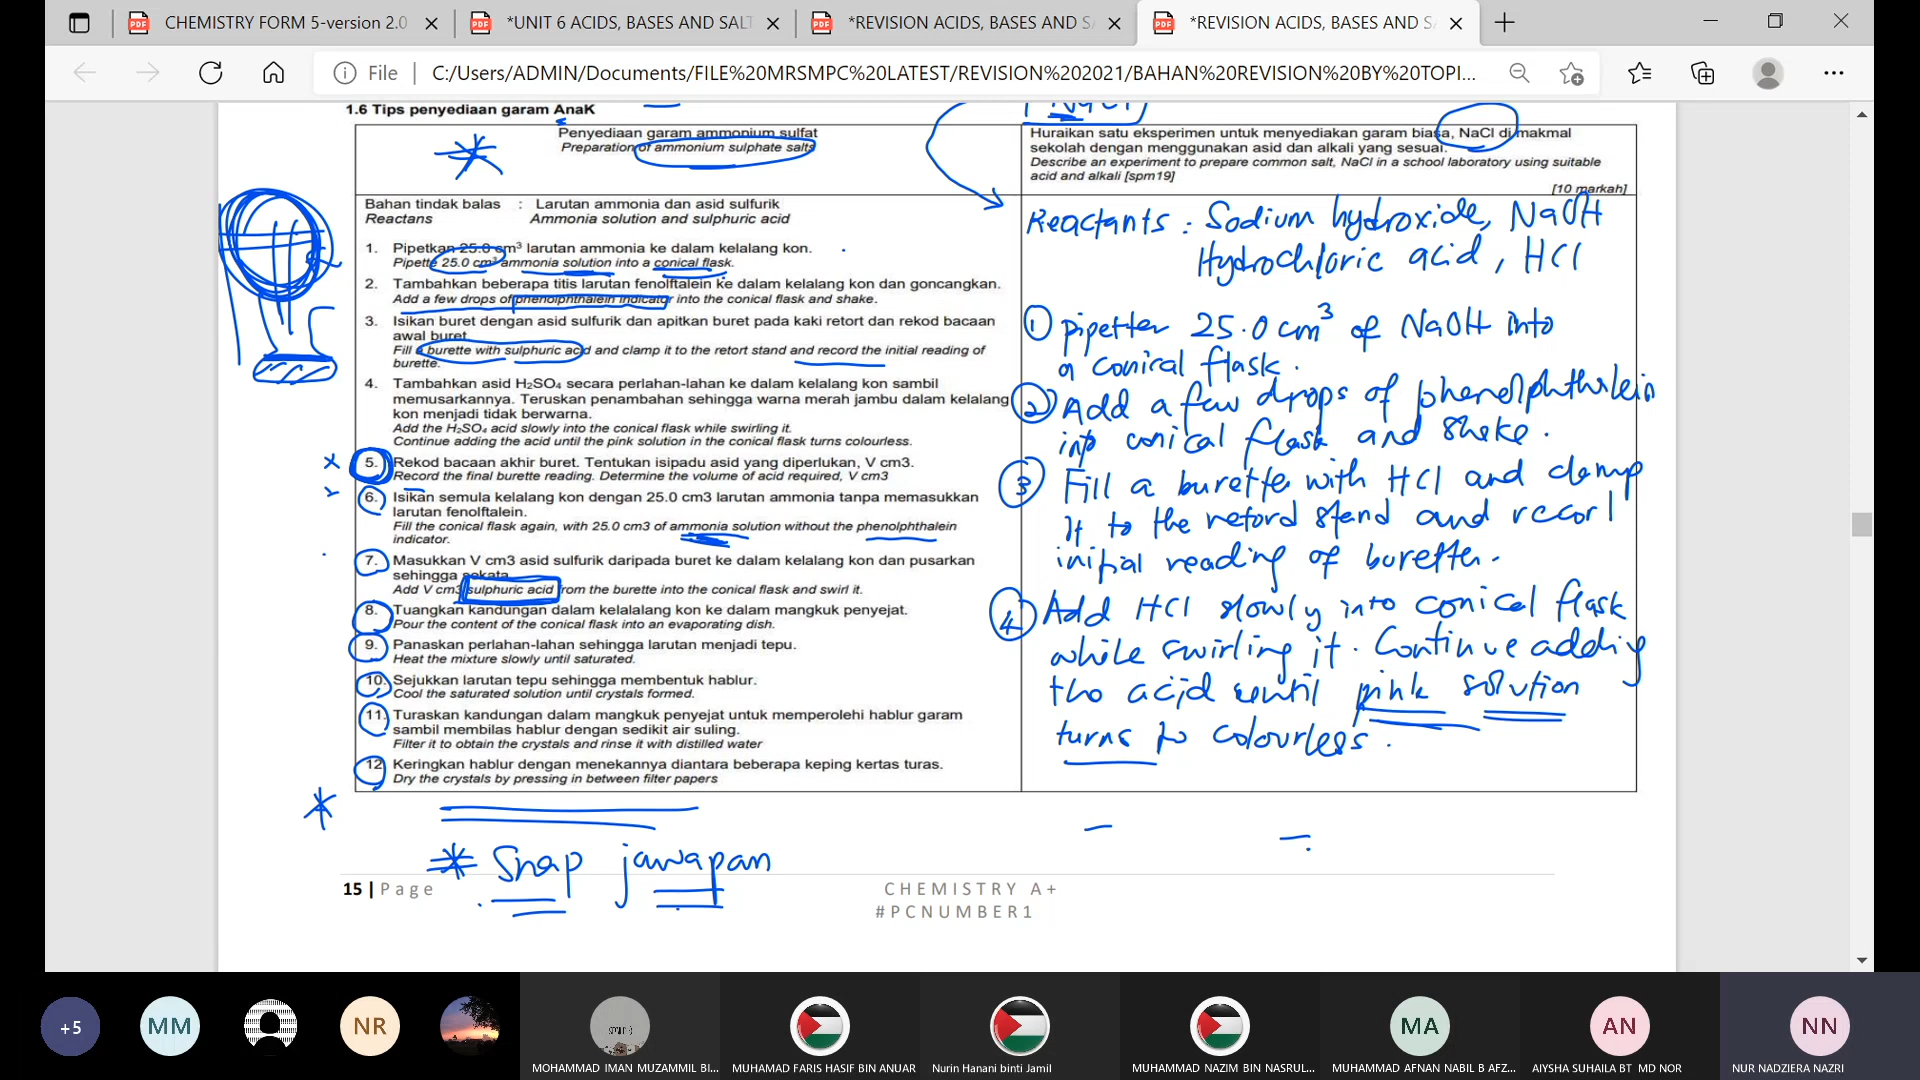 CHEMISTRY FORM 5-version 2.0
*UNIT 6 ACIDS, BASES AND SALT
*REVISION ACIDS, BASES AND SA
*REVISION ACIDS, BASES AND SA
File
C:/Users/ADMIN/Documents/FILE%20MRSMPC%20LATEST/REVISION%202021/BAHAN%20REVISION%20BY%20TOPI...
1.6 Tips penyediaan garam AnaK
Penyediaan garam ammonium sulfat
Preparation of ammonium sulphate salts
Bahan tindak balas : Larutan ammonia dan asid sulfurik
Reactans Ammonia solution and sulphuric acid
1. Pipetkan 25.0 cm³ larutan ammonia ke dalam kelalang kon.
Pipette 25.0 cm³ ammonia solution into a conical flask.
2. Tambahkan beberapa titis larutan fenolftalein ke dalam kelalang kon dan goncangkan.
Add a few drops of phenolphthalein indicator into the conical flask and shake.
3. Isikan buret dengan asid sulfurik dan apitkan buret pada kaki retort dan rekod bacaan
awal buret
Fill a burette with sulphuric acid and clamp it to the retort stand and record the initial reading of
burette.
4. Tambahkan asid H₂SO₄ secara perlahan-lahan ke dalam kelalang kon sambil
memusarkannya. Teruskan penambahan sehingga warna merah jambu dalam kelalang
kon menjadi tidak berwarna.
Add the H₂SO₄ acid slowly into the conical flask while swirling it.
Continue adding the acid until the pink solution in the conical flask turns colourless.
5. Rekod bacaan akhir buret. Tentukan isipadu asid yang diperlukan, V cm3.
Record the final burette reading. Determine the volume of acid required, V cm3
6. Isikan semula kelalang kon dengan 25.0 cm3 larutan ammonia tanpa memasukkan
larutan fenolftalein.
Fill the conical flask again, with 25.0 cm3 of ammonia solution without the phenolphthalein
indicator.
7. Masukkan V cm3 asid sulfurik daripada buret ke dalam kelalang kon dan pusarkan
sehingga sekata
Add V cm3 sulphuric acid from the burette into the conical flask and swirl it.
8. Tuangkan kandungan dalam kelalalang kon ke dalam mangkuk penyejat.
Pour the content of the conical flask into an evaporating dish.
9. Panaskan perlahan-lahan sehingga larutan menjadi tepu.
Heat the mixture slowly until saturated.
10. Sejukkan larutan tepu sehingga membentuk hablur.
Cool the saturated solution until crystals formed.
11. Turaskan kandungan dalam mangkuk penyejat untuk memperolehi hablur garam
sambil membilas hablur dengan sedikit air suling.
Filter it to obtain the crystals and rinse it with distilled water
12. Keringkan hablur dengan menekannya diantara beberapa keping kertas turas.
Dry the crystals by pressing in between filter papers
NaCl
Huraikan satu eksperimen untuk menyediakan garam biasa, NaCl di makmal
sekolah dengan menggunakan asid dan alkali yang sesuai.
Describe an experiment to prepare common salt, NaCl in a school laboratory using suitable
acid and alkali [spm19]
[10 markah]
Reactants : Sodium hydroxide, NaOH
Hydrochloric acid, HCl
1 pipetter 25.0 cm³ of NaOH into
a conical flask.
2 Add a few drops of phenolphthalein
into conical flask and shake.
3 Fill a burette with HCl and clamp
it to the retord stand and record
initial reading of burette.
4 Add HCl slowly into conical flask
while swirling it. Continue adding
the acid until pink solution
turns to colourless.
* Snap jawapan
15 | Page
CHEMISTRY A+
#PCNUMBER1
+5
MM
NR
MOHAMMAD IMAN MUZAMMIL BI...
MUHAMAD FARIS HASIF BIN ANUAR
Nurin Hanani binti Jamil
MUHAMMAD NAZIM BIN NASRUL...
MA
MUHAMMAD AFNAN NABIL B AFZ...
AN
AIYSHA SUHAILA BT MD NOR
NN
NUR NADZIERA NAZRI